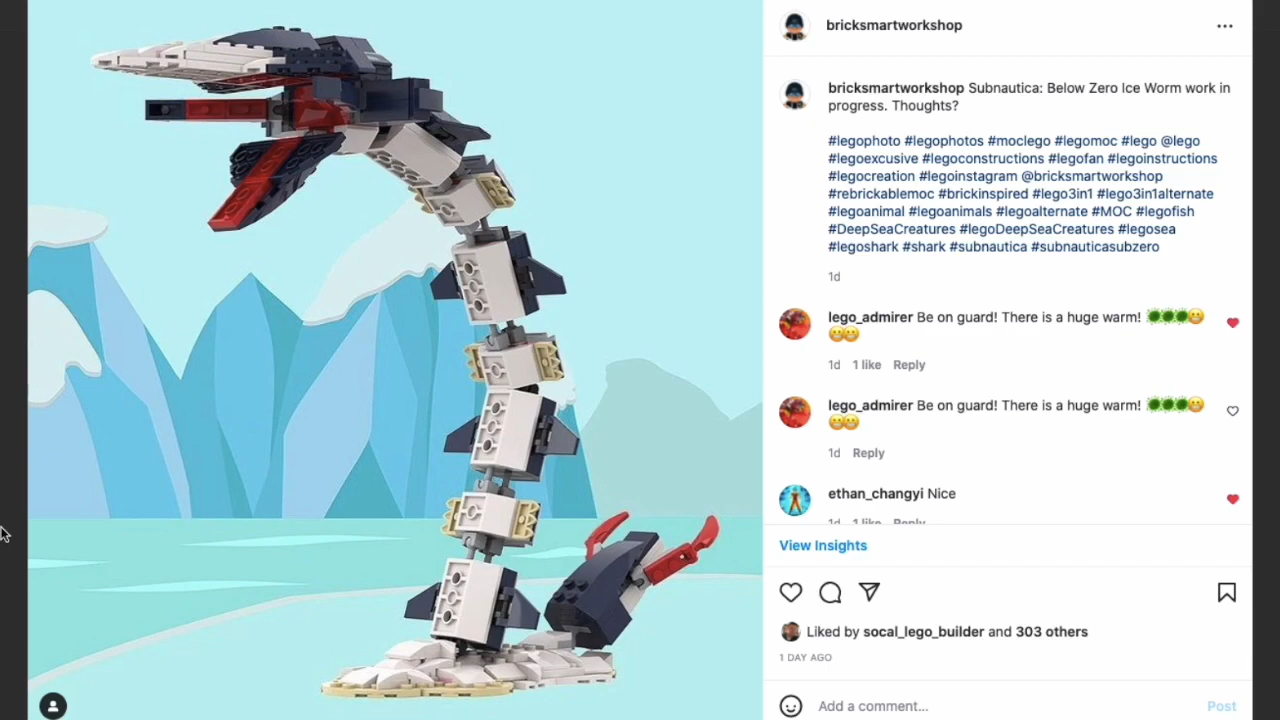 bricksmartworkshop
bricksmartworkshop Subnautica: Below Zero Ice Worm work in
progress. Thoughts?
#legophoto #legophotos #moclego #legomoc #lego @lego
#legoexcusive #legoconstructions #legofan #legoinstructions
#legocreation #legoinstagram @bricksmartworkshop
#rebrickablemoc #brickinspired #lego3in1 #lego3in1alternate
#legoanimal #legoanimals #legoalternate #MOC #legofish
#DeepSeaCreatures #legoDeepSeaCreatures #legosea
#legoshark #shark #subnautica #subnauticasubzero
1d
lego_admirer Be on guard! There is a huge warm!
1d 1 like Reply
lego_admirer Be on guard! There is a huge warm!
1d Reply
ethan_changyi Nice
1d 1 like Reply
View Insights
Liked by socal_lego_builder and 303 others
1 DAY AGO
Add a comment... Post